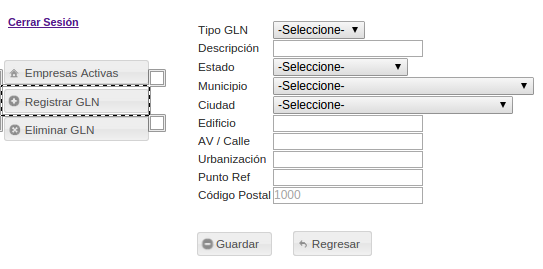 Cerrar Sesión
Empresas Activas
Registrar GLN
Eliminar GLN
Tipo GLN -Seleccione-
Descripción
Estado -Seleccione-
Municipio -Seleccione-
Ciudad -Seleccione-
Edificio
AV / Calle
Urbanización
Punto Ref
Código Postal 1000
Guardar Regresar